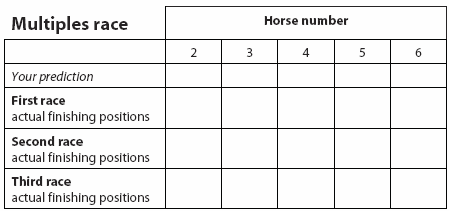 Multiples race
Horse number
2 3 4 5 6
Your prediction
First race
actual finishing positions
Second race
actual finishing positions
Third race
actual finishing positions